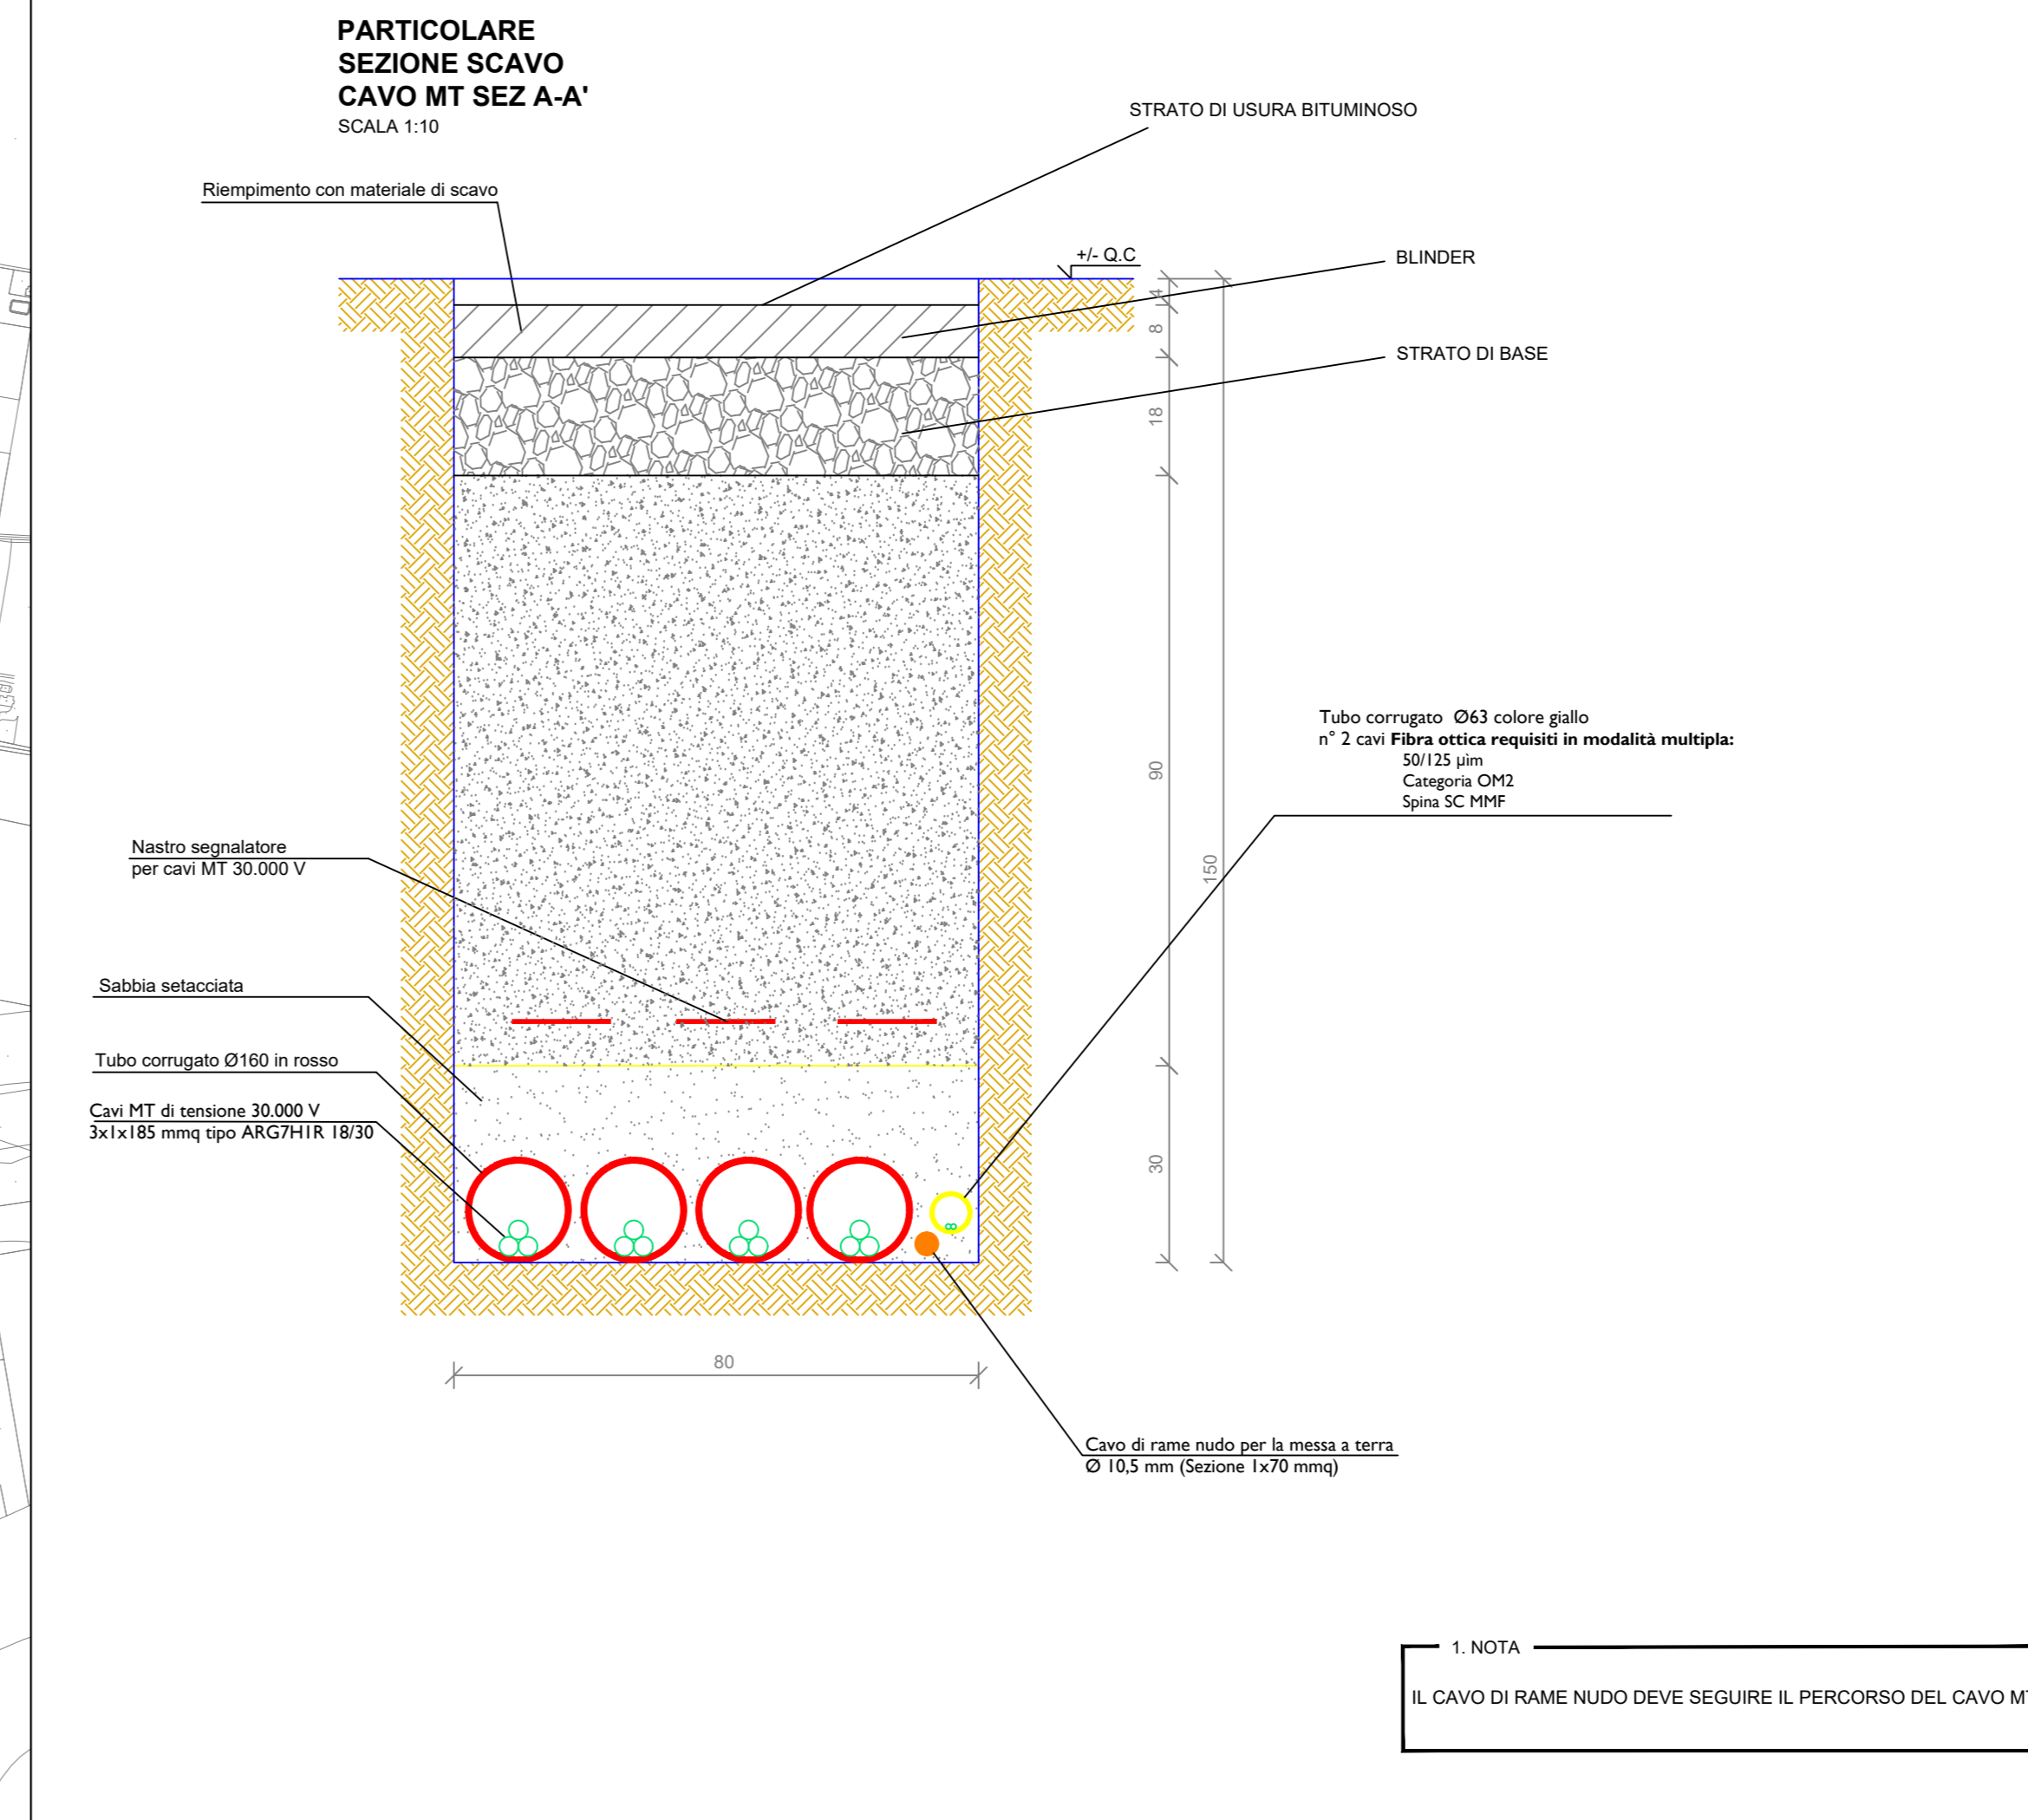 PARTICOLARE
SEZIONE SCAVO
CAVO MT SEZ A-A'
SCALA 1:10
STRATO DI USURA BITUMINOSO
Riempimento con materiale di scavo
+/- Q.C
BLINDER
4
8
STRATO DI BASE
18
Tubo corrugato Ø63 colore giallo
n° 2 cavi Fibra ottica requisiti in modalità multipla:
50/125 µim
Categoria OM2
Spina SC MMF
90
150
Nastro segnalatore
per cavi MT 30.000 V
Sabbia setacciata
Tubo corrugato Ø160 in rosso
Cavi MT di tensione 30.000 V
3x1x185 mmq tipo ARG7H1R 18/30
30
80
Cavo di rame nudo per la messa a terra
Ø 10,5 mm (Sezione 1x70 mmq)
1. NOTA
IL CAVO DI RAME NUDO DEVE SEGUIRE IL PERCORSO DEL CAVO MT